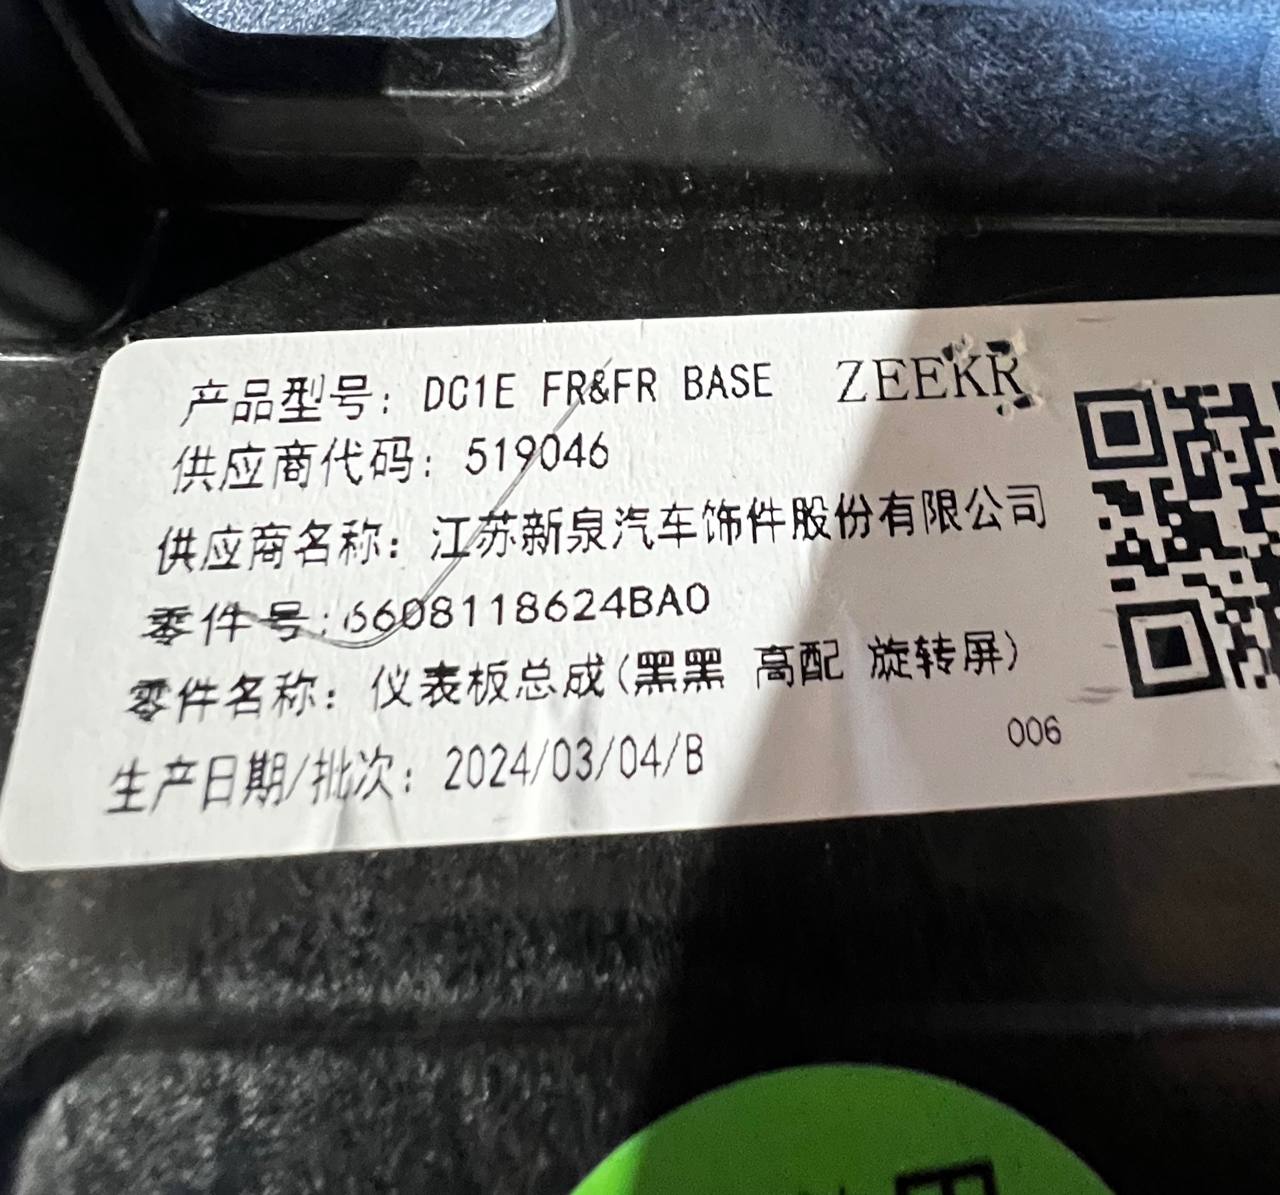 产品型号: DC1E FR&FR BASE ZEEKR
供应商代码: 519046
供应商名称: 江苏新泉汽车饰件股份有限公司
零件号: 6608118624BA0
零件名称: 仪表板总成(黑黑 高配 旋转屏)
生产日期/批次: 2024/03/04/B
006